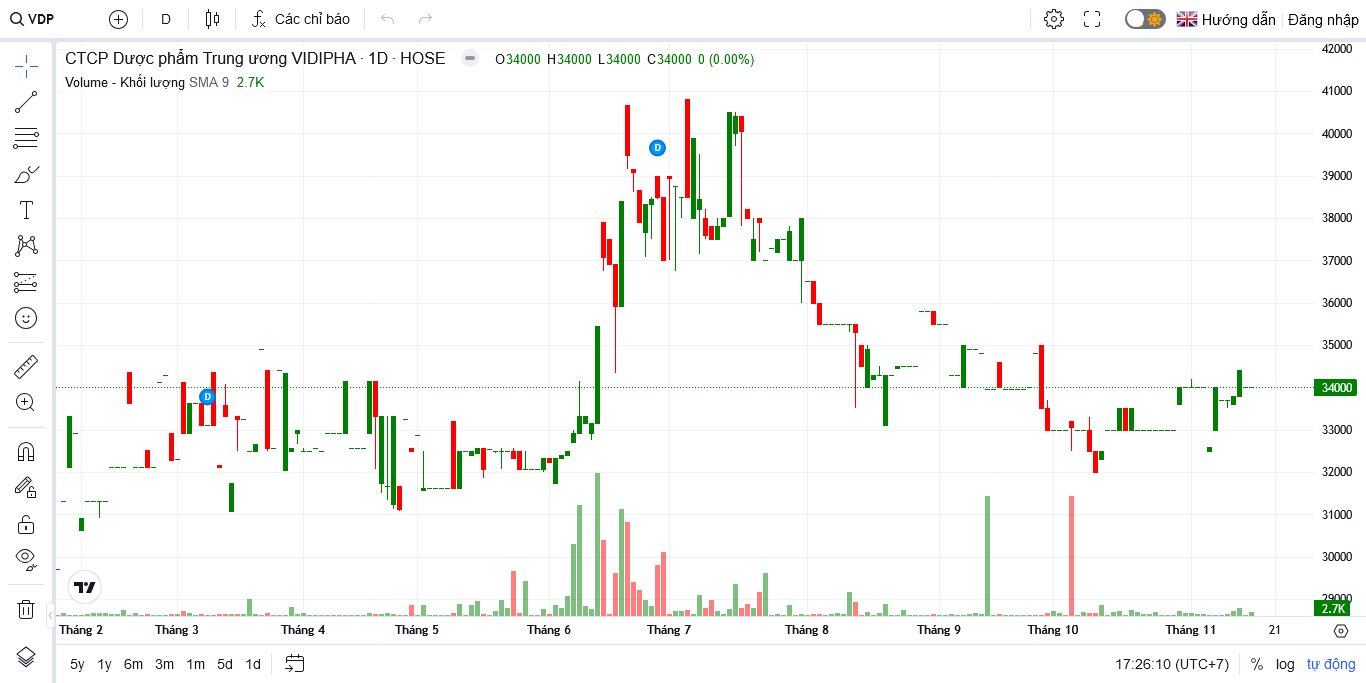 VDP D Các chỉ báo Hướng dẫn Đăng nhập
CTCP Dược phẩm Trung ương VIDIPHA · 1D · HOSE O34000 H34000 L34000 C34000 0 (0.00%)
Volume - Khối lượng SMA 9 2.7K
42000
41000
40000
39000
38000
37000
36000
35000
34000
33000
32000
31000
30000
29000
2.7K
D
D
Tháng 2 Tháng 3 Tháng 4 Tháng 5 Tháng 6 Tháng 7 Tháng 8 Tháng 9 Tháng 10 Tháng 11 21
5y 1y 6m 3m 1m 5d 1d 17:26:10 (UTC+7) % log tự động